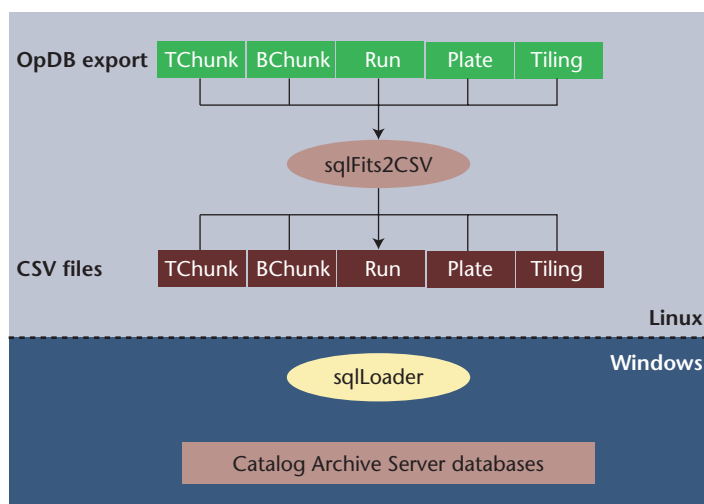 OpDB export TChunk BChunk Run Plate Tiling
sqlFits2CSV
CSV files TChunk BChunk Run Plate Tiling
Linux
Windows
sqlLoader
Catalog Archive Server databases